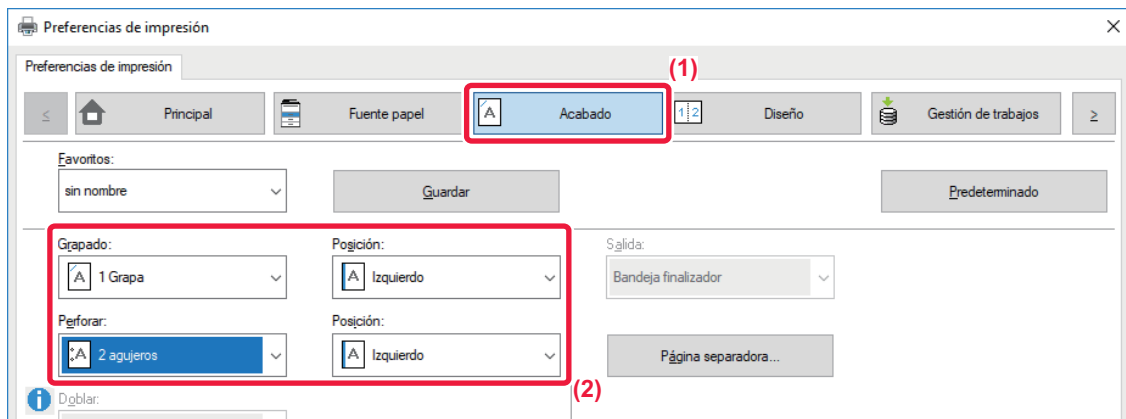 Preferencias de impresión
Preferencias de impresión
(1)
< Principal Fuente papel A Acabado 1 2 Diseño Gestión de trabajos >
Favoritos:
sin nombre Guardar Predeterminado
Grapado: Posición: Salida:
A 1 Grapa A Izquierdo Bandeja finalizador
Perforar: Posición:
A 2 agujeros A Izquierdo Página separadora...
(2)
Doblar: